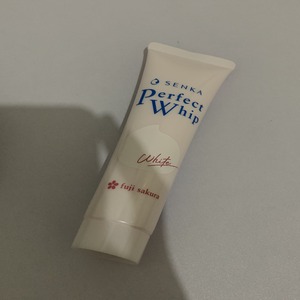 SENKA
Perfect
Whip
White
fuji sakura